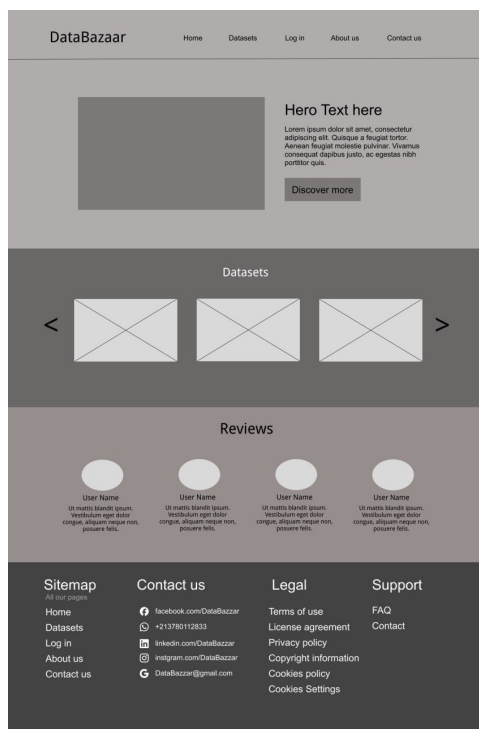 DataBazaar
Home
Datasets
Log in
About us
Contact us
Hero Text here
Lorem ipsum dolor sit amet, consectetur
adipiscing elit. Quisque a feugiat tortor.
Aenean feugiat molestie pulvinar. Vivamus
consequat dapibus justo, ac egestas nibh
porttitor quis.
Discover more
Datasets
<
>
Reviews
User Name
Ut mattis blandit ipsum.
Vestibulum eget dolor
congue, aliquam neque non,
posuere felis.
User Name
Ut mattis blandit ipsum.
Vestibulum eget dolor
congue, aliquam neque non,
posuere felis.
User Name
Ut mattis blandit ipsum.
Vestibulum eget dolor
congue, aliquam neque non,
posuere felis.
User Name
Ut mattis blandit ipsum.
Vestibulum eget dolor
congue, aliquam neque non,
posuere felis.
Sitemap
All our pages
Home
Datasets
Log in
About us
Contact us
Contact us
facebook.com/DataBazzar
+213780112833
linkedin.com/DataBazzar
instgram.com/DataBazzar
DataBazzar@gmail.com
Legal
Terms of use
License agreement
Privacy policy
Copyright information
Cookies policy
Cookies Settings
Support
FAQ
Contact